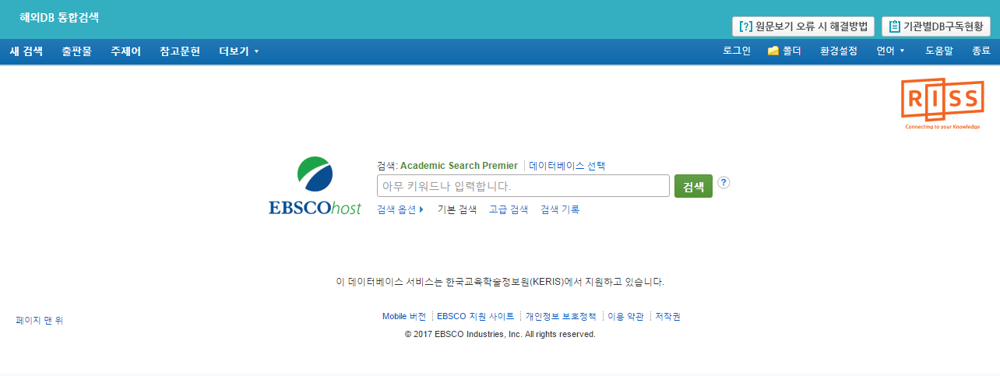 해외DB 통합검색
[?] 원문보기 오류 시 해결방법 기관별DB구독현황
새 검색 출판물 주제어 참고문헌 더보기 로그인 폴더 환경설정 언어 도움말 종료
RISS
Connecting to your Knowledge
검색: Academic Search Premier 데이터베이스 선택
아무 키워드나 입력합니다. 검색 ?
EBSCOhost
검색 옵션 기본 검색 고급 검색 검색 기록
이 데이터베이스 서비스는 한국교육학술정보원(KERIS)에서 지원하고 있습니다.
페이지 맨 위
Mobile 버전 EBSCO 지원 사이트 개인정보 보호정책 이용 약관 저작권
© 2017 EBSCO Industries, Inc. All rights reserved.